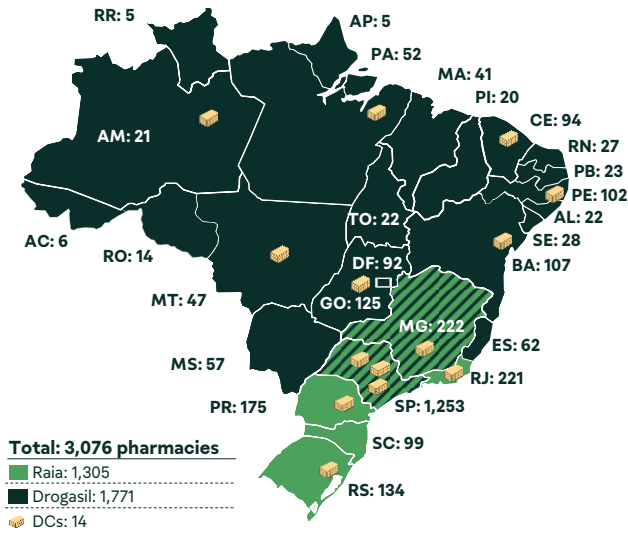 RR: 5
AP: 5
PA: 52
MA: 41
PI: 20
CE: 94
AM: 21
RN: 27
PB: 23
PE: 102
AL: 22
TO: 22
SE: 28
AC: 6
RO: 14
DF: 92
BA: 107
MT: 47
GO: 125
MG: 222
ES: 62
MS: 57
RJ: 221
PR: 175
SP: 1,253
SC: 99
Total: 3,076 pharmacies
Raia: 1,305
RS: 134
Drogasil: 1,771
DCs: 14